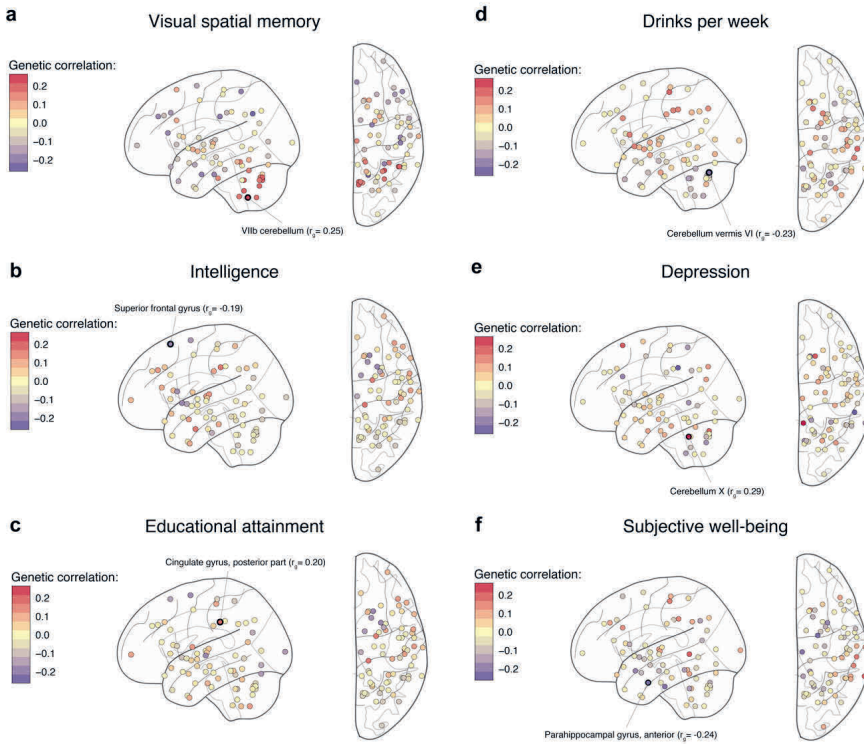 a
Visual spatial memory
Genetic correlation:
0.2
0.1
0.0
−0.1
−0.2
VIIb cerebellum (rg= 0.25)
b
Intelligence
Superior frontal gyrus (rg= -0.19)
Genetic correlation:
0.2
0.1
0.0
−0.1
−0.2
c
Educational attainment
Cingulate gyrus, posterior part (rg= 0.20)
Genetic correlation:
0.2
0.1
0.0
−0.1
−0.2
d
Drinks per week
Genetic correlation:
0.2
0.1
0.0
−0.1
−0.2
Cerebellum vermis VI (rg= -0.23)
e
Depression
Genetic correlation:
0.2
0.1
0.0
−0.1
−0.2
Cerebellum X (rg= 0.29)
f
Subjective well-being
Genetic correlation:
0.2
0.1
0.0
−0.1
−0.2
Parahippocampal gyrus, anterior (rg= -0.24)